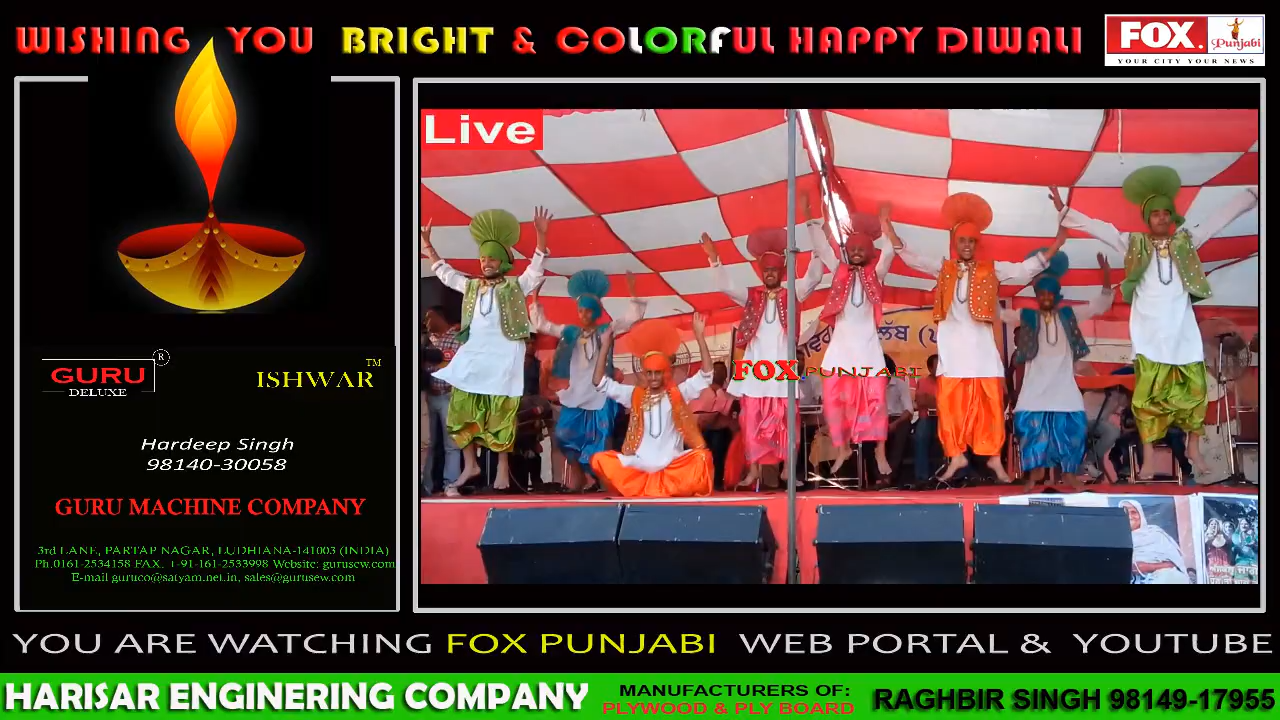 WISHING YOU BRIGHT & COLORFUL HAPPY DIWALI
FOX.
Punjabi
YOUR CITY YOUR NEWS
Live
GURU
R
DELUXE
ISHWAR TM
Hardeep Singh
98140-30058
GURU MACHINE COMPANY
3rd LANE, PARTAP NAGAR, LUDHIANA-141003 (INDIA)
Ph.0161-2534158 FAX. +-91-161-2533998 Website: gurusew.com
E-mail guruco@satyam.net.in, sales@gurusew.com
FOX.PUNJABI
YOU ARE WATCHING FOX PUNJABI WEB PORTAL & YOUTUBE
HARISAR ENGINERING COMPANY
MANUFACTURERS OF:
PLYWOOD & PLY BOARD
RAGHBIR SINGH 98149-17955